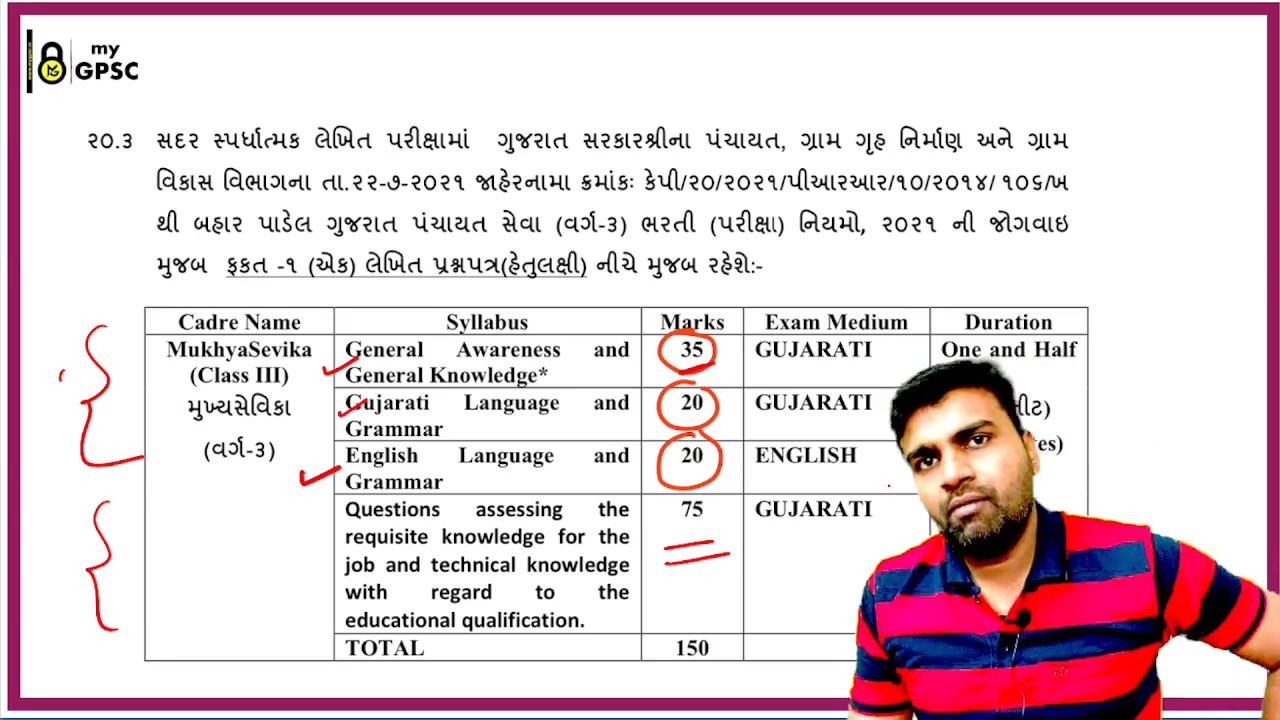 my
GPSC
૨૦.૩ સદર સ્પર્ધાત્મક લેખિત પરીક્ષામાં ગુજરાત સરકારશ્રીના પંચાયત, ગ્રામ ગૃહ નિર્માણ અને ગ્રામ
વિકાસ વિભાગના તા.૨૨-૭-૨૦૨૧ જાહેરનામા ક્રમાંકઃ કેપી/૨૦/૨૦૨૧/પીઆરઆર/૧૦/૨૦૧૪/ ૧૦૬/ખ
થી બહાર પાડેલ ગુજરાત પંચાયત સેવા (વર્ગ-૩) ભરતી (પરીક્ષા) નિયમો, ૨૦૨૧ ની જોગવાઇ
મુજબ ફકત -૧ (એક) લેખિત પ્રશ્નપત્ર(હેતુલક્ષી) નીચે મુજબ રહેશે:-
Cadre Name Syllabus Marks Exam Medium Duration
MukhyaSevika General Awareness and 35 GUJARATI One and Half
(Class III) General Knowledge*
મુખ્યસેવિકા Gujarati Language and 20 GUJARATI
(વર્ગ-૩) Grammar
English Language and 20 ENGLISH
Grammar
Questions assessing the 75 GUJARATI
requisite knowledge for the
job and technical knowledge
with regard to the
educational qualification.
TOTAL 150